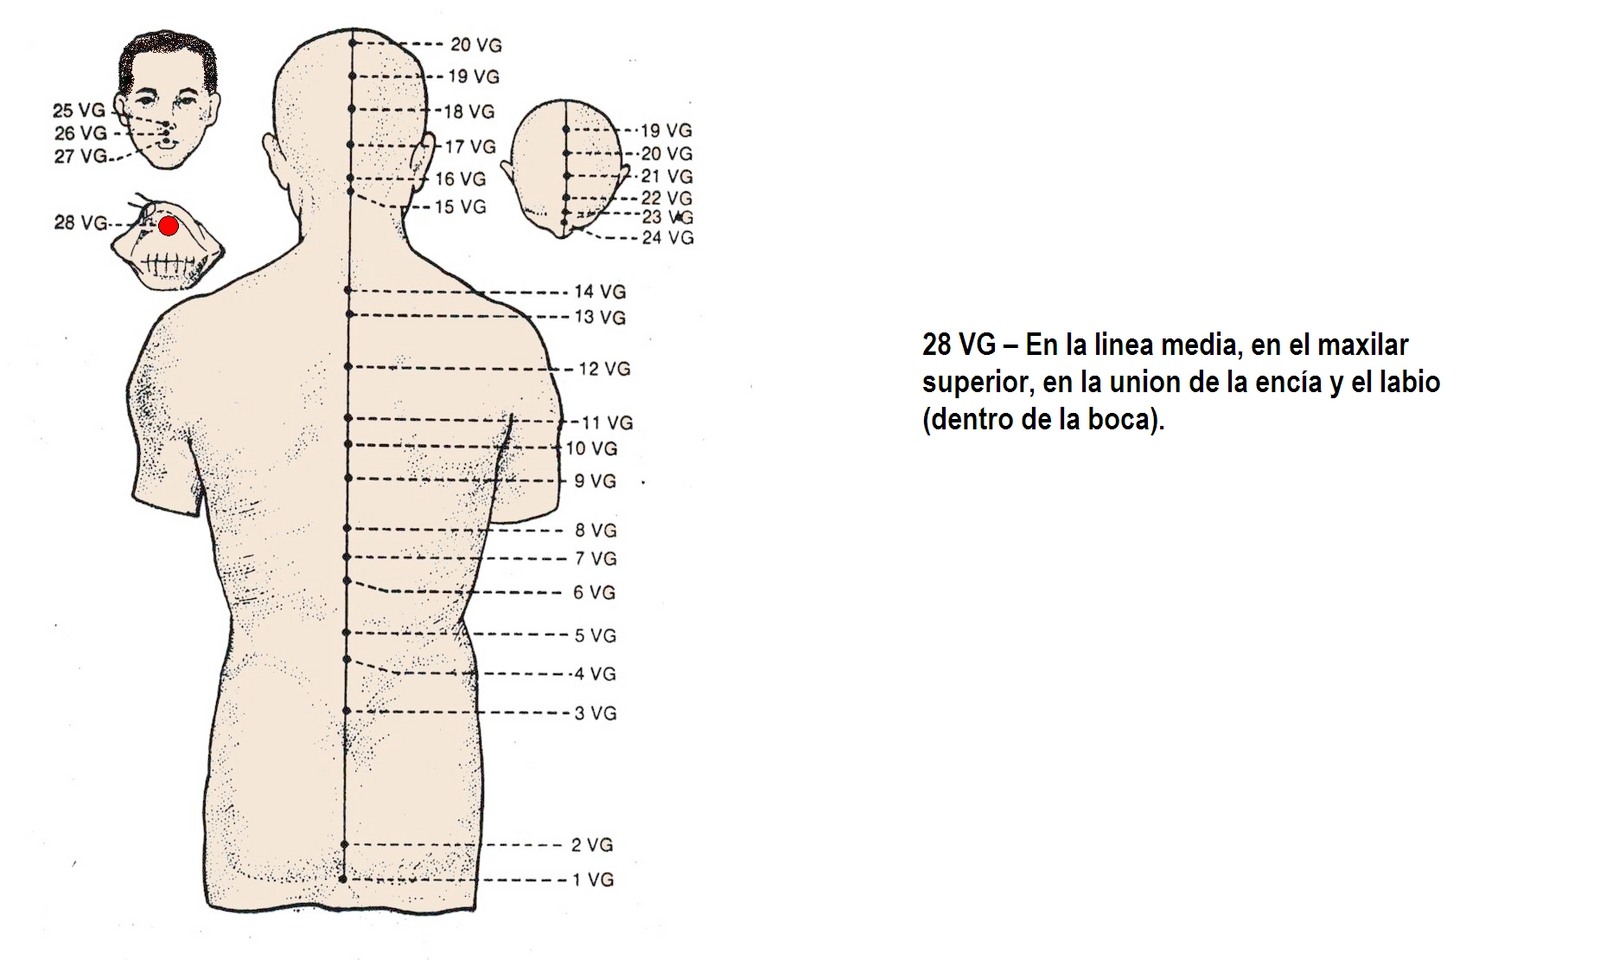 20 VG
19 VG
18 VG
17 VG
16 VG
15 VG
25 VG
26 VG
27 VG
28 VG
19 VG
20 VG
21 VG
22 VG
23 VG
24 VG
14 VG
13 VG
12 VG
11 VG
10 VG
9 VG
8 VG
7 VG
6 VG
5 VG
4 VG
3 VG
2 VG
1 VG
28 VG – En la linea media, en el maxilar
superior, en la union de la encía y el labio
(dentro de la boca).